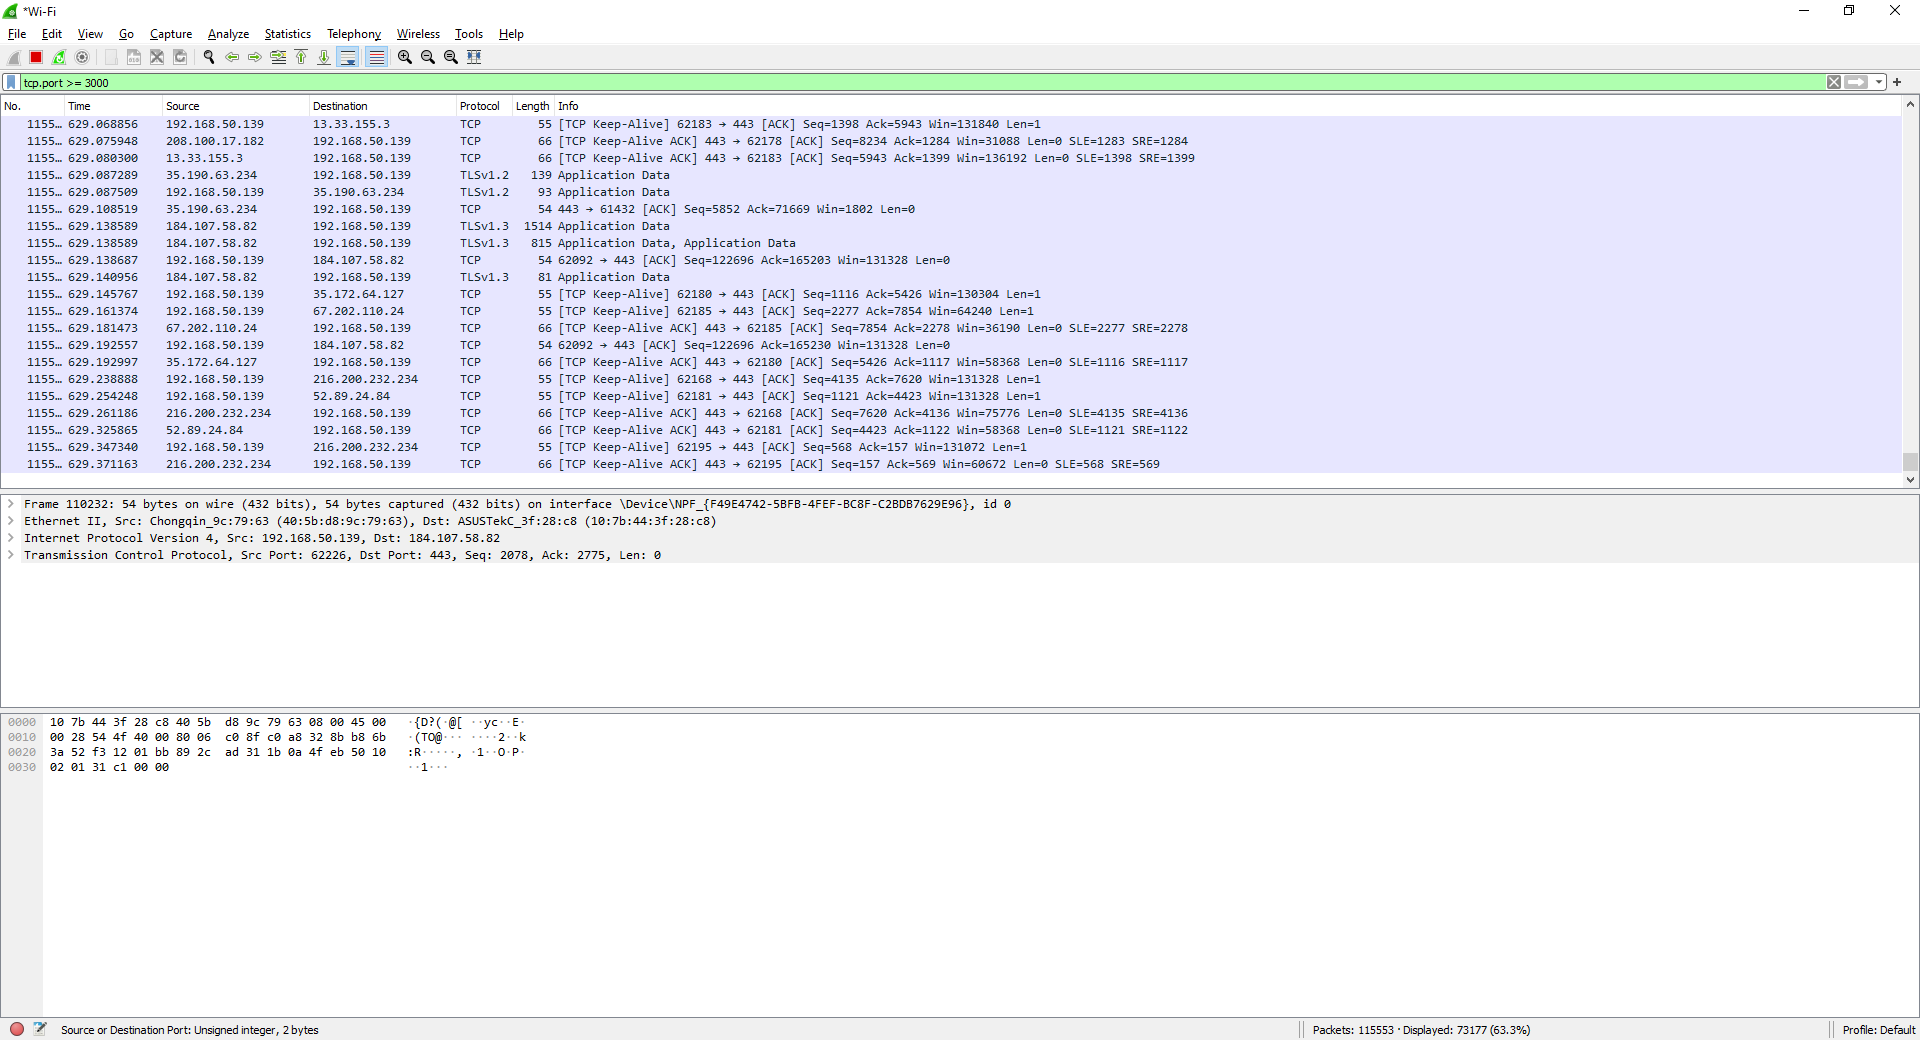 *Wi-Fi
File Edit View Go Capture Analyze Statistics Telephony Wireless Tools Help
tcp.port >= 3000
No. Time Source Destination Protocol Length Info
1155… 629.068856 192.168.50.139 13.33.155.3 TCP 55 [TCP Keep-Alive] 62183 → 443 [ACK] Seq=1398 Ack=5943 Win=131840 Len=1
1155… 629.075948 208.100.17.182 192.168.50.139 TCP 66 [TCP Keep-Alive ACK] 443 → 62178 [ACK] Seq=8234 Ack=1284 Win=31088 Len=0 SLE=1283 SRE=1284
1155… 629.080300 13.33.155.3 192.168.50.139 TCP 66 [TCP Keep-Alive ACK] 443 → 62183 [ACK] Seq=5943 Ack=1399 Win=136192 Len=0 SLE=1398 SRE=1399
1155… 629.087289 35.190.63.234 192.168.50.139 TLSv1.2 139 Application Data
1155… 629.087509 192.168.50.139 35.190.63.234 TLSv1.2 93 Application Data
1155… 629.108519 35.190.63.234 192.168.50.139 TCP 54 443 → 61432 [ACK] Seq=5852 Ack=71669 Win=1802 Len=0
1155… 629.138589 184.107.58.82 192.168.50.139 TLSv1.3 1514 Application Data
1155… 629.138589 184.107.58.82 192.168.50.139 TLSv1.3 815 Application Data, Application Data
1155… 629.138687 192.168.50.139 184.107.58.82 TCP 54 62092 → 443 [ACK] Seq=122696 Ack=165203 Win=131328 Len=0
1155… 629.140956 184.107.58.82 192.168.50.139 TLSv1.3 81 Application Data
1155… 629.145767 192.168.50.139 35.172.64.127 TCP 55 [TCP Keep-Alive] 62180 → 443 [ACK] Seq=1116 Ack=5426 Win=130304 Len=1
1155… 629.161374 192.168.50.139 67.202.110.24 TCP 55 [TCP Keep-Alive] 62185 → 443 [ACK] Seq=2277 Ack=7854 Win=64240 Len=1
1155… 629.181473 67.202.110.24 192.168.50.139 TCP 66 [TCP Keep-Alive ACK] 443 → 62185 [ACK] Seq=7854 Ack=2278 Win=36190 Len=0 SLE=2277 SRE=2278
1155… 629.192557 192.168.50.139 184.107.58.82 TCP 54 62092 → 443 [ACK] Seq=122696 Ack=165230 Win=131328 Len=0
1155… 629.192997 35.172.64.127 192.168.50.139 TCP 66 [TCP Keep-Alive ACK] 443 → 62180 [ACK] Seq=5426 Ack=1117 Win=58368 Len=0 SLE=1116 SRE=1117
1155… 629.238888 192.168.50.139 216.200.232.234 TCP 55 [TCP Keep-Alive] 62168 → 443 [ACK] Seq=4135 Ack=7620 Win=131328 Len=1
1155… 629.254248 192.168.50.139 52.89.24.84 TCP 55 [TCP Keep-Alive] 62181 → 443 [ACK] Seq=1121 Ack=4423 Win=131328 Len=1
1155… 629.261186 216.200.232.234 192.168.50.139 TCP 66 [TCP Keep-Alive ACK] 443 → 62168 [ACK] Seq=7620 Ack=4136 Win=75776 Len=0 SLE=4135 SRE=4136
1155… 629.325865 52.89.24.84 192.168.50.139 TCP 66 [TCP Keep-Alive ACK] 443 → 62181 [ACK] Seq=4423 Ack=1122 Win=58368 Len=0 SLE=1121 SRE=1122
1155… 629.347340 192.168.50.139 216.200.232.234 TCP 55 [TCP Keep-Alive] 62195 → 443 [ACK] Seq=568 Ack=157 Win=131072 Len=1
1155… 629.371163 216.200.232.234 192.168.50.139 TCP 66 [TCP Keep-Alive ACK] 443 → 62195 [ACK] Seq=157 Ack=569 Win=60672 Len=0 SLE=568 SRE=569
Frame 110232: 54 bytes on wire (432 bits), 54 bytes captured (432 bits) on interface \Device\NPF_{F49E4742-5BFB-4FEF-BC8F-C2BDB7629E96}, id 0
Ethernet II, Src: Chongqin_9c:79:63 (40:5b:d8:9c:79:63), Dst: ASUSTekC_3f:28:c8 (10:7b:44:3f:28:c8)
Internet Protocol Version 4, Src: 192.168.50.139, Dst: 184.107.58.82
Transmission Control Protocol, Src Port: 62226, Dst Port: 443, Seq: 2078, Ack: 2775, Len: 0
0000 10 7b 44 3f 28 c8 40 5b d8 9c 79 63 08 00 45 00 ·{D?(·@[ ··yc··E·
0010 00 28 54 4f 40 00 80 06 c0 8f c0 a8 32 8b b8 6b ·(TO@··· ····2··k
0020 3a 52 f3 12 01 bb 89 2c ad 31 1b 0a 4f eb 50 10 :R·····, ·1··O·P·
0030 02 01 31 c1 00 00 ··1···
Source or Destination Port: Unsigned integer, 2 bytes
Packets: 115553 · Displayed: 73177 (63.3%)
Profile: Default